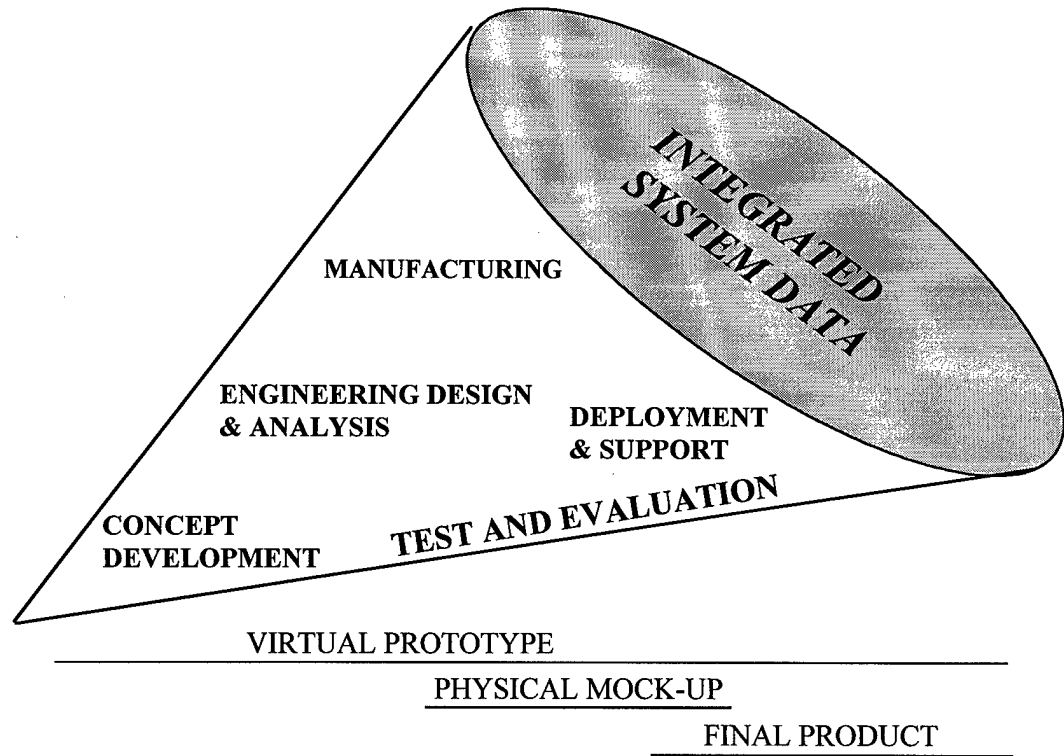 INTEGRATED
SYSTEM DATA
MANUFACTURING
ENGINEERING DESIGN
& ANALYSIS
DEPLOYMENT
& SUPPORT
CONCEPT
DEVELOPMENT
TEST AND EVALUATION
VIRTUAL PROTOTYPE
PHYSICAL MOCK-UP
FINAL PRODUCT